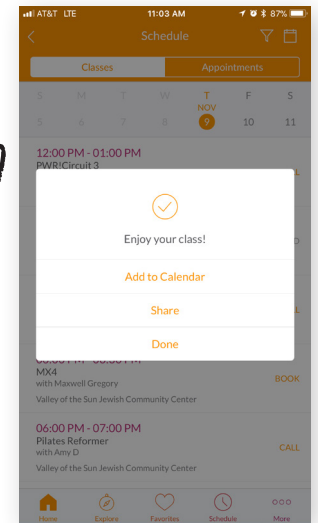 AT&T LTE 11:03 AM 87%
Schedule
Classes Appointments
S M T W T F S
NOV
5 6 7 8 9 10 11
12:00 PM - 01:00 PM
PWR!Circuit 3
Enjoy your class!
Add to Calendar
Share
Done
MX4
with Maxwell Gregory
BOOK
Valley of the Sun Jewish Community Center
06:00 PM - 07:00 PM
Pilates Reformer
with Amy D
CALL
Valley of the Sun Jewish Community Center
Home Explore Favorites Schedule More